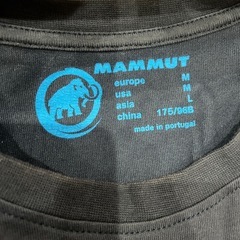 MAMMUT
europe M
usa M
asia L
china 175/96B
made in portugal